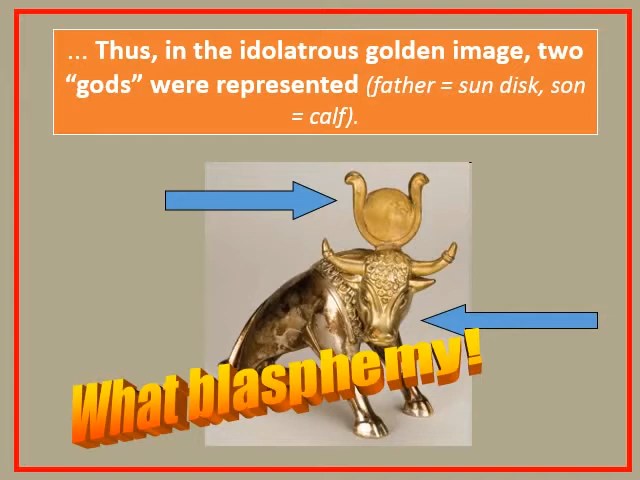 ... Thus, in the idolatrous golden image, two
“gods” were represented (father = sun disk, son
= calf).
What blasphemy!